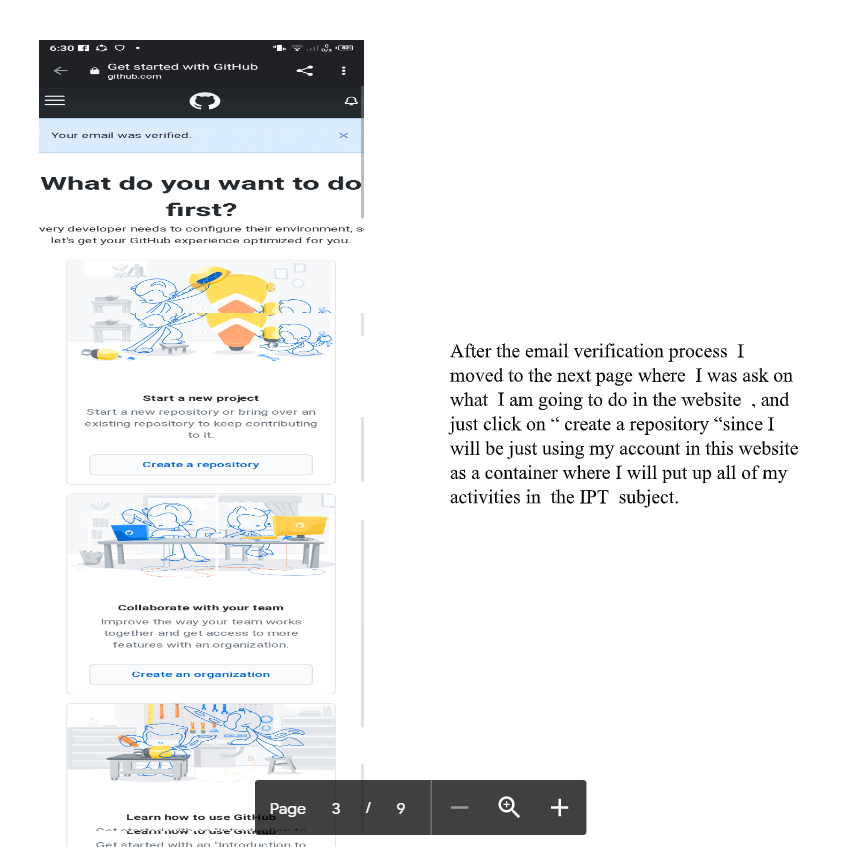 6:30
Get started with GitHub
github.com
Your email was verified.
What do you want to do
first?
very developer needs to configure their environment, s
let's get your GitHub experience optimized for you.
Start a new project
Start a new repository or bring over an
existing repository to keep contributing
to it.
Create a repository
Collaborate with your team
Improve the way your team works
together and get access to more
features with an organization.
Create an organization
Learn how to use GitHub
Learn how to use GitHub
Get started with an "Introduction to
After the email verification process I
moved to the next page where I was ask on
what I am going to do in the website , and
just click on “ create a repository “since I
will be just using my account in this website
as a container where I will put up all of my
activities in the IPT subject.
Page 3 / 9